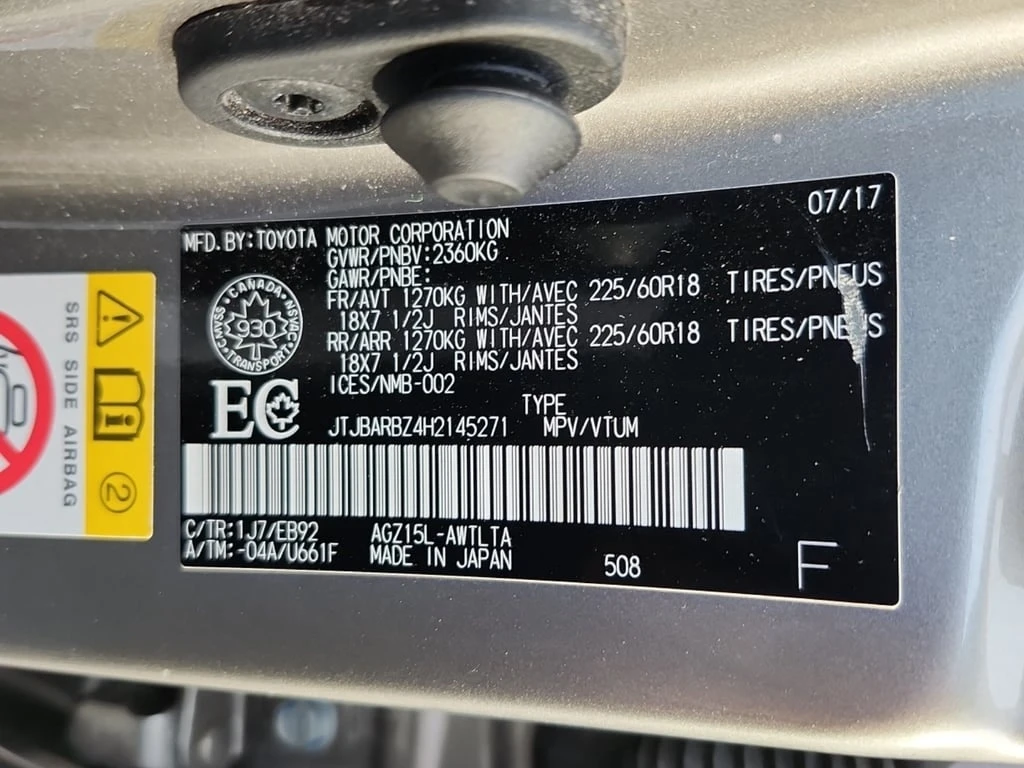 07/17
MFD.BY:TOYOTA MOTOR CORPORATION
GVWR/PNBV:2360KG
GAWR/PNBE:
FR/AVT 1270KG WITH/AVEC 225/60R18 TIRES/PNEUS
18X7 1/2J RIMS/JANTES
RR/ARR 1270KG WITH/AVEC 225/60R18 TIRES/PNEUS
18X7 1/2J RIMS/JANTES
ICES/NMB-002
CANADA
CMVSS 930 NSVAC
TRANSPORT
EC
TYPE
JTJBARBZ4H2145271 MPV/VTUM
C/TR:1J7/EB92 AGZ15L-AWTLTA
A/TM:-04A/U661F MADE IN JAPAN 508
F
SRS SIDE AIRBAG
2